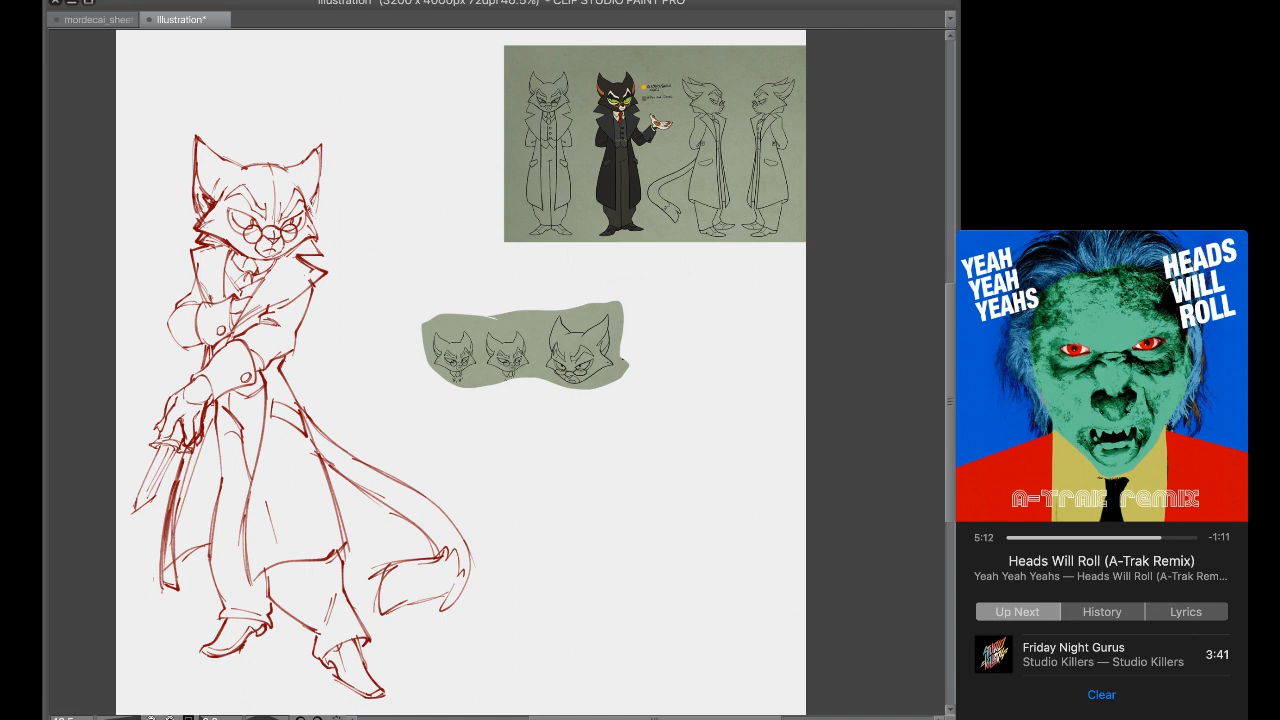 Illustration* (3200 x 4000px 72dpi 46.5%) - CLIP STUDIO PAINT PRO
mordecai_sheet
Illustration*
YEAH
YEAH
YEAHS
HEADS
WILL
ROLL
A-TRAK REMIX
5:12
-1:11
Heads Will Roll (A-Trak Remix)
Yeah Yeah Yeahs — Heads Will Roll (A-Trak Rem...
Up Next
History
Lyrics
Friday Night Gurus
Studio Killers — Studio Killers
3:41
Clear